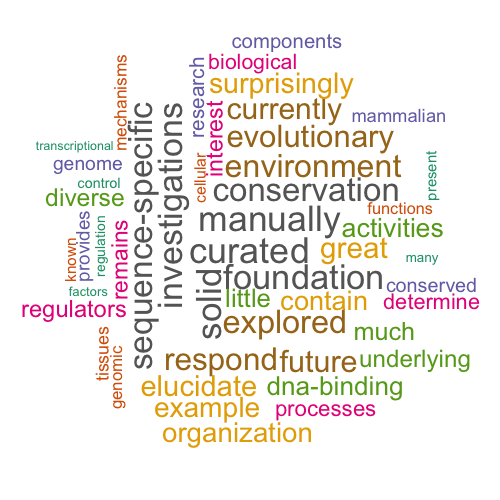 components
biological
surprisingly
currently
mammalian
evolutionary
environment
conservation
manually
activities
curated
great
foundation
little
contain
explored
much
respond
future
underlying
elucidate
dna-binding
example
processes
organization
mechanisms
research
interest
cellular
transcriptional
genome
control
diverse
sequence-specific
investigations
present
functions
many
known
provides
regulation
remains
factors
regulators
solid
conserved
determine
tissues
genomic